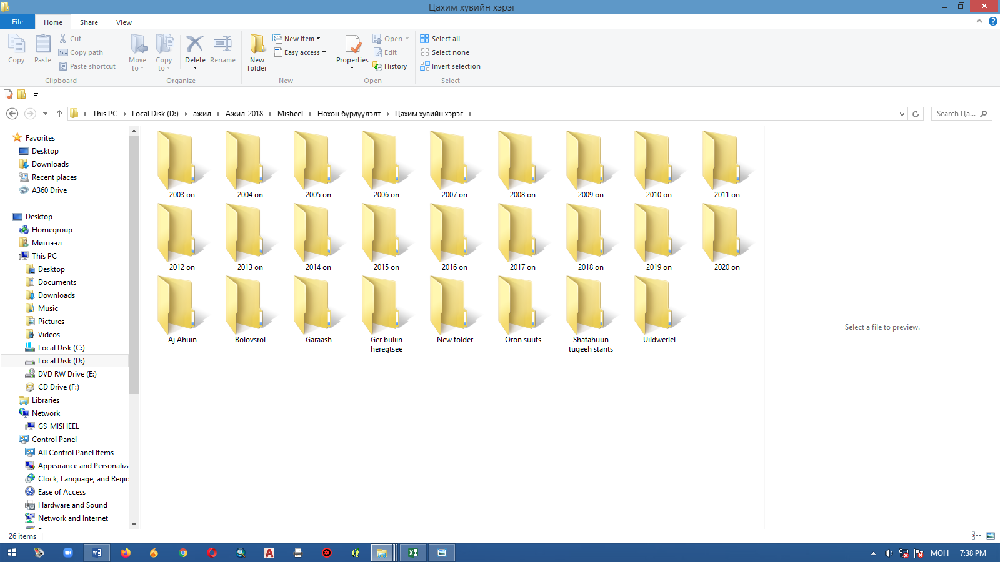 Цахим хувийн хэрэг
File
Home
Share
View
Copy
Paste
Cut
Copy path
Paste shortcut
Clipboard
Move to
Copy to
Delete
Rename
Organize
New folder
New item
Easy access
New
Properties
Open
Edit
History
Open
Select all
Select none
Invert selection
Select
This PC
Local Disk (D:)
ажил
Ажил_2018
Misheel
Нөхөн бүрдүүлэлт
Цахим хувийн хэрэг
Search Ца...
Favorites
Desktop
Downloads
Recent places
A360 Drive
Desktop
Homegroup
Мишээл
This PC
Desktop
Documents
Downloads
Music
Pictures
Videos
Local Disk (C:)
Local Disk (D:)
DVD RW Drive (E:)
CD Drive (F:)
Libraries
Network
GS_MISHEEL
Control Panel
All Control Panel Items
Appearance and Personaliza
Clock, Language, and Regic
Ease of Access
Hardware and Sound
Network and Internet
2003 on
2004 on
2005 on
2006 on
2007 on
2008 on
2009 on
2010 on
2011 on
2012 on
2013 on
2014 on
2015 on
2016 on
2017 on
2018 on
2019 on
2020 on
Aj Ahuin
Bolovsrol
Garaash
Ger buliin
heregtsee
New folder
Oron suuts
Shatahuun
tugeeh stants
Uildwerlel
Select a file to preview.
26 items
МОН
7:38 PM